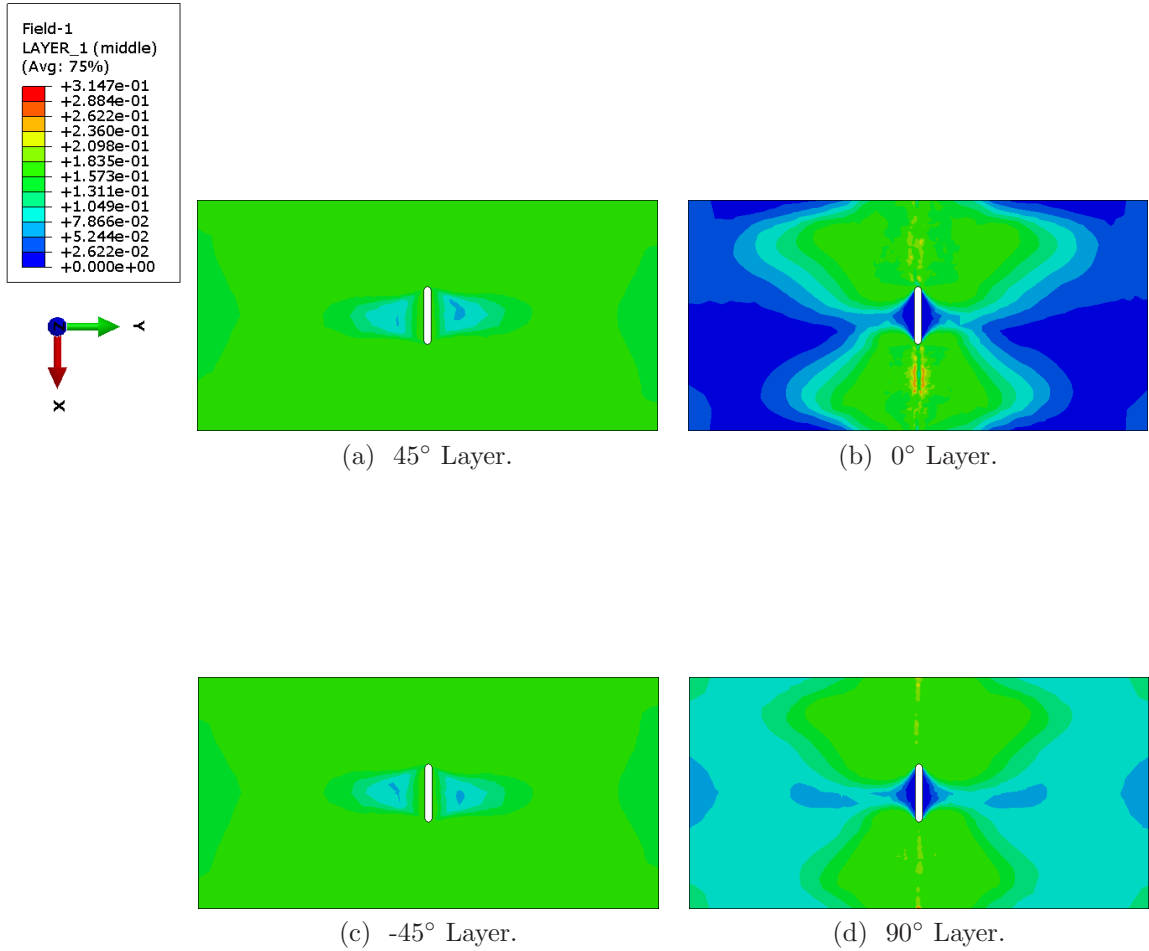 Field-1
LAYER_1 (middle)
(Avg: 75%)
+3.147e-01
+2.884e-01
+2.622e-01
+2.360e-01
+2.098e-01
+1.835e-01
+1.573e-01
+1.311e-01
+1.049e-01
+7.866e-02
+5.244e-02
+2.622e-02
+0.000e+00
Z
Y
X
(a) 45° Layer.
(b) 0° Layer.
(c) -45° Layer.
(d) 90° Layer.